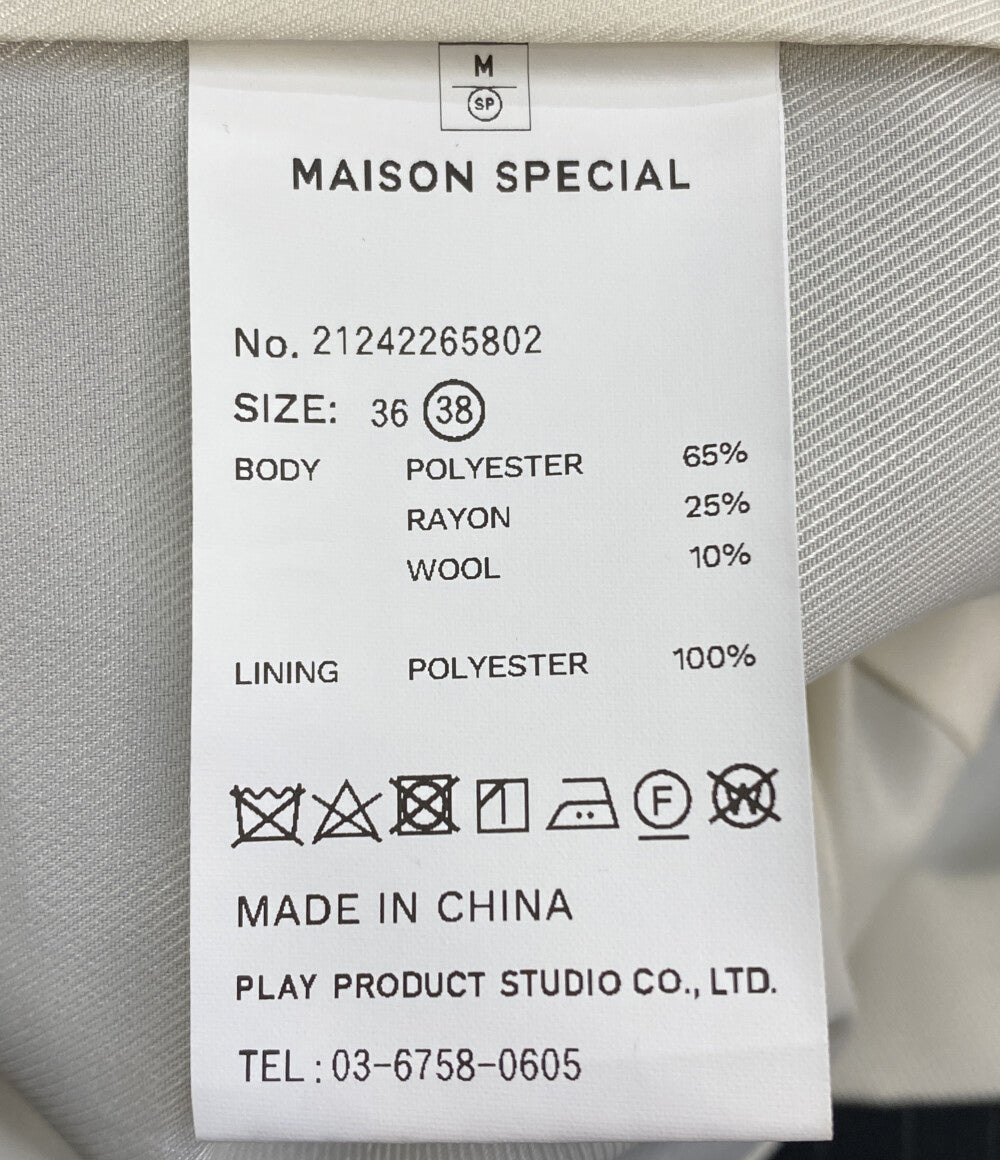 M
SP
MAISON SPECIAL
No. 21242265802
SIZE: 36 38
BODY POLYESTER 65%
RAYON 25%
WOOL 10%
LINING POLYESTER 100%
F W
MADE IN CHINA
PLAY PRODUCT STUDIO CO., LTD.
TEL : 03-6758-0605